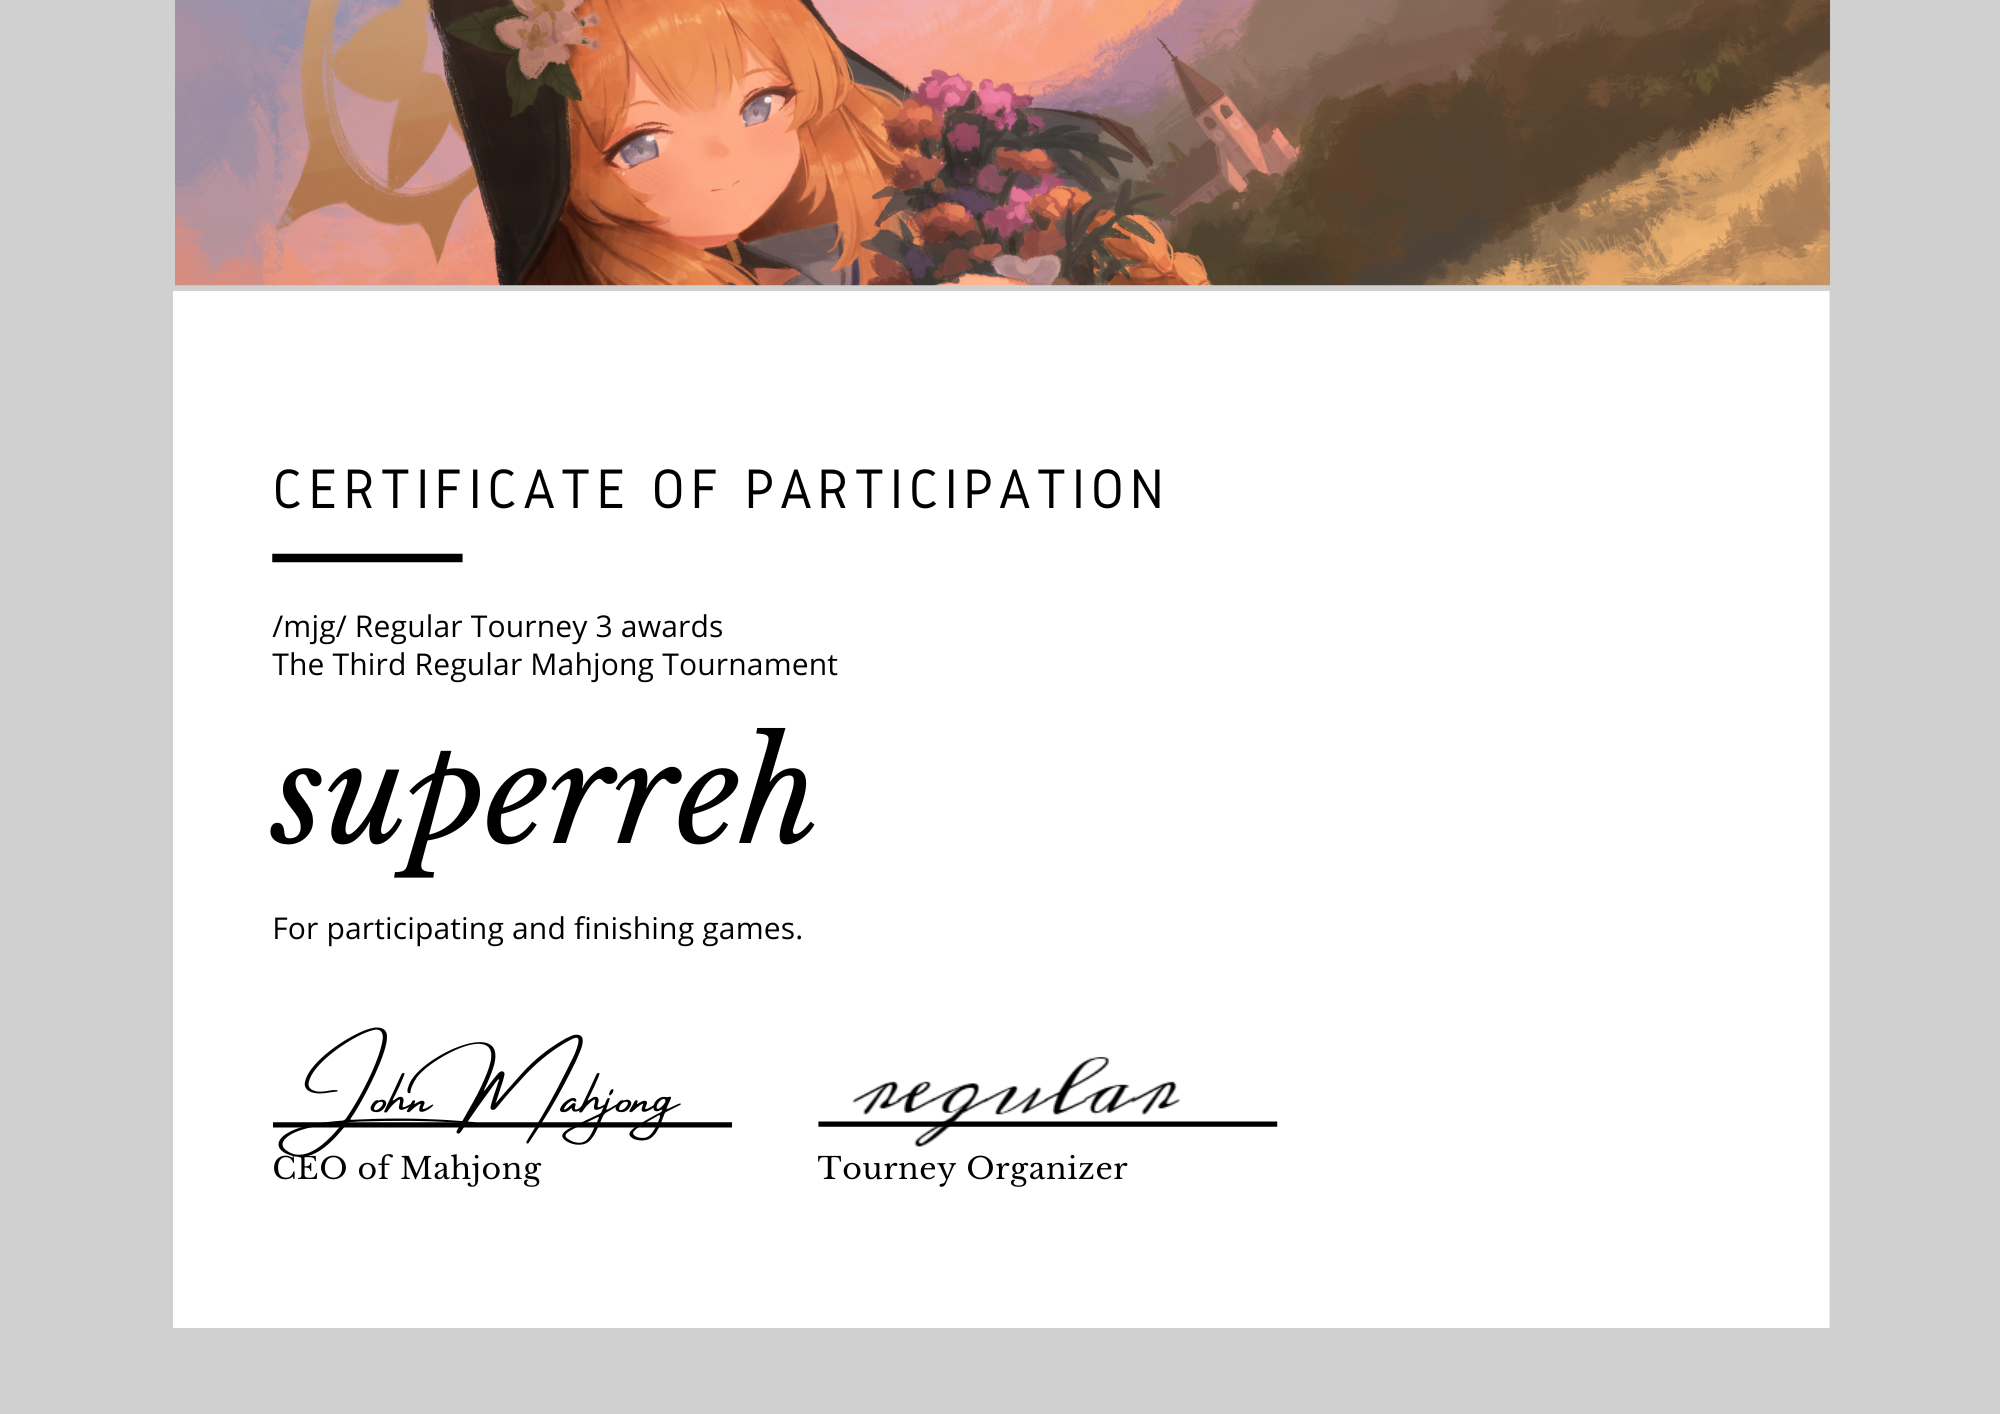 CERTIFICATE OF PARTICIPATION
/mjg/ Regular Tourney 3 awards
The Third Regular Mahjong Tournament
superreh
For participating and finishing games.
John Mahjong
regular
CEO of Mahjong
Tourney Organizer